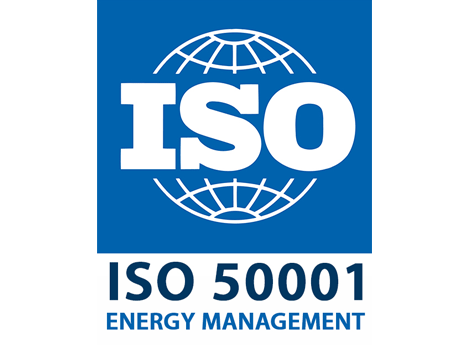 ISO
ISO 50001
ENERGY MANAGEMENT